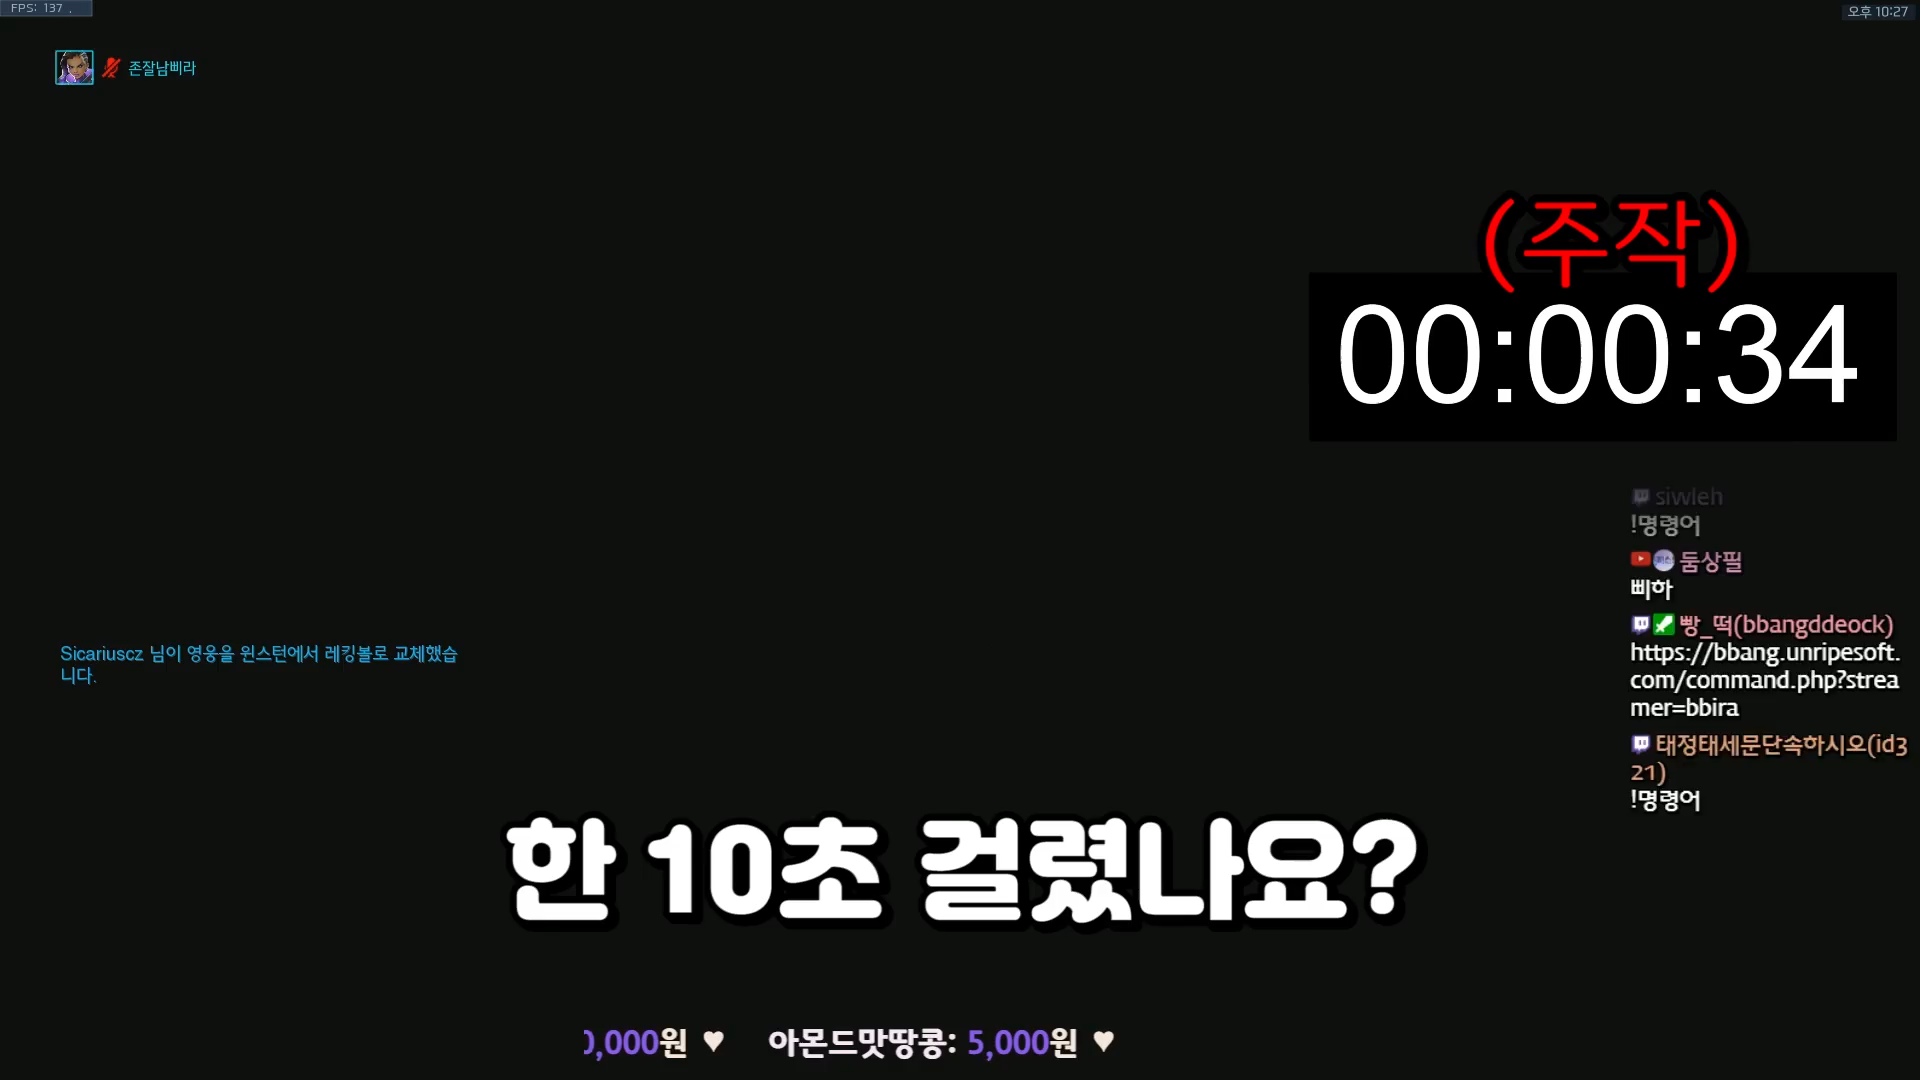 FPS: 137 .
오후 10:27
존잘남삐라
(주작)
00:00:34
siwleh
!명령어
둠상필
삐하
빵_떡(bbangddeock)
https://bbang.unripesoft.
com/command.php?strea
mer=bbira
태정태세문단속하시오(id3
21)
!명령어
Sicariuscz 님이 영웅을 윈스턴에서 레킹볼로 교체했습
니다.
한 10초 걸렸나요?
0,000원 ♥ 아몬드맛땅콩: 5,000원 ♥